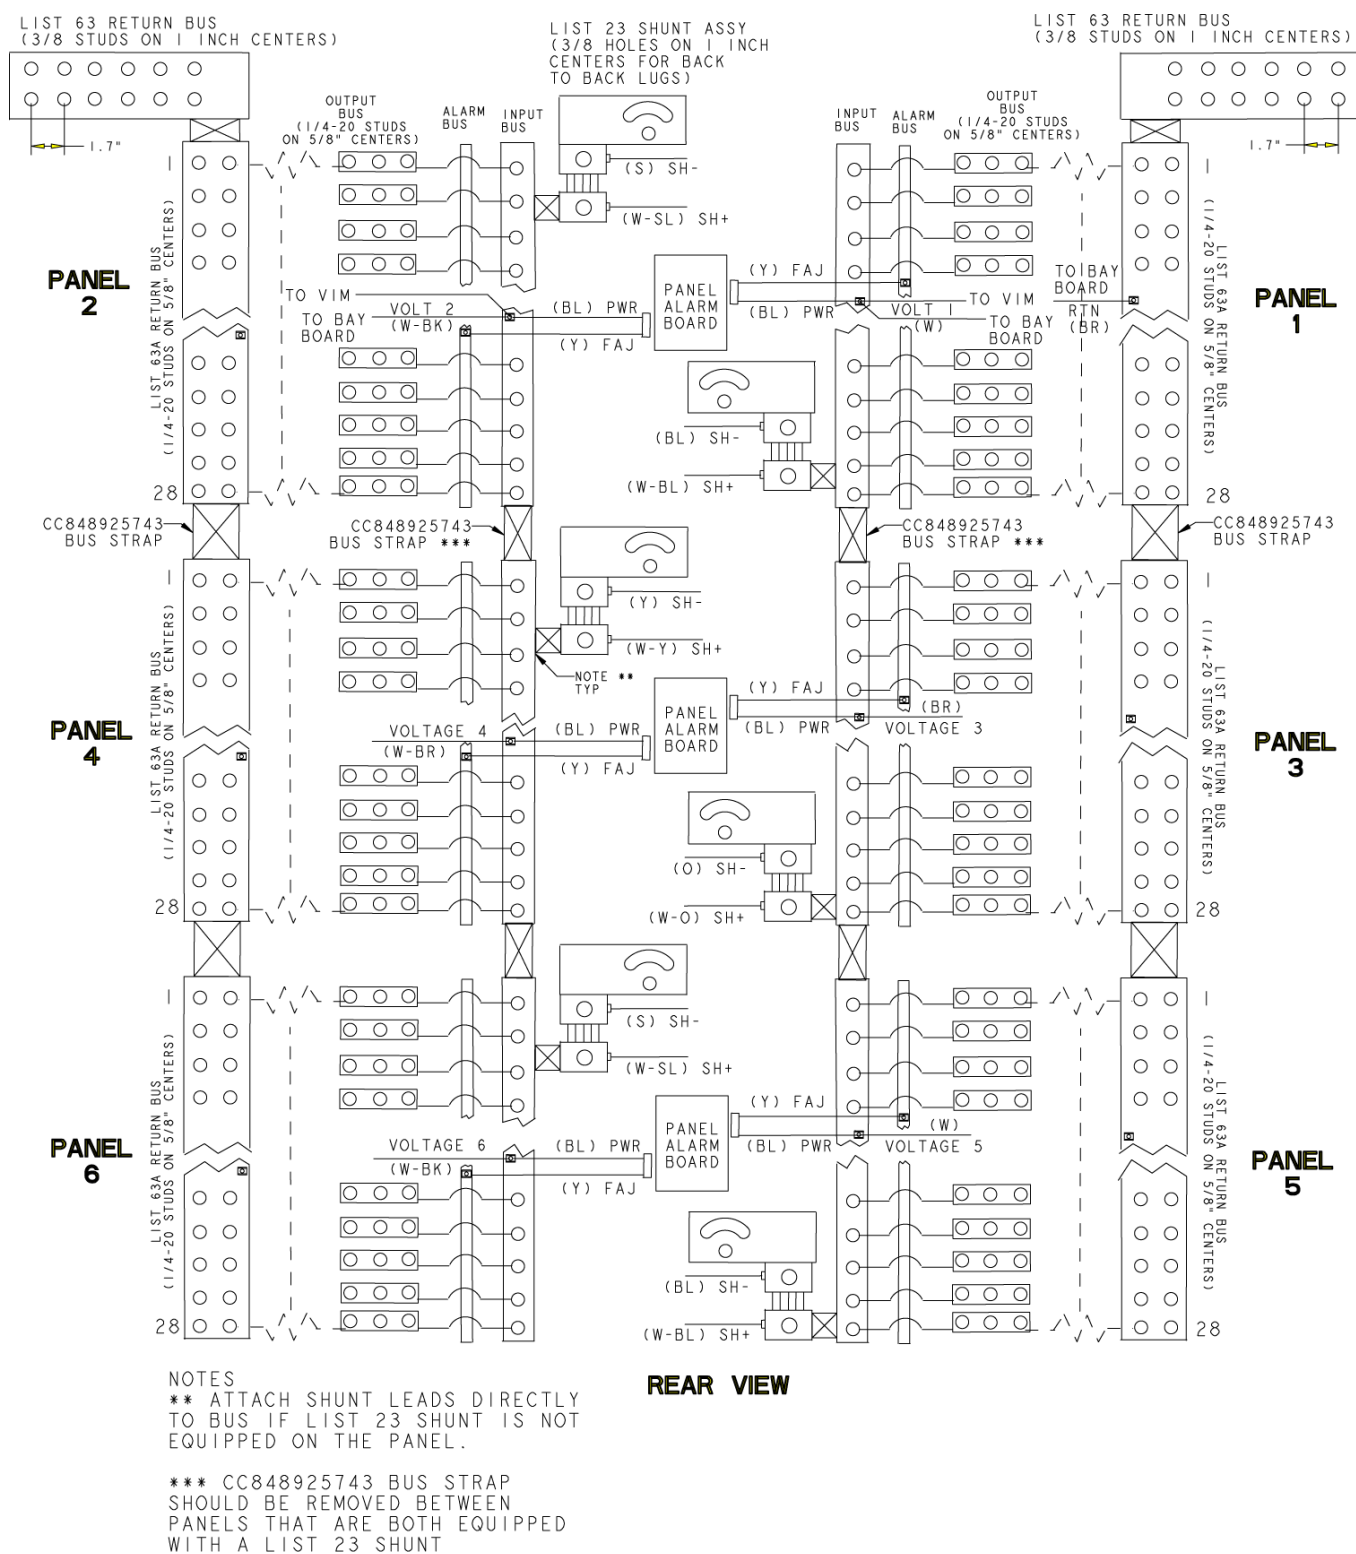 LIST 63 RETURN BUS
(3/8 STUDS ON 1 INCH CENTERS)
LIST 23 SHUNT ASSY
(3/8 HOLES ON 1 INCH
CENTERS FOR BACK
TO BACK LUGS)
LIST 63 RETURN BUS
(3/8 STUDS ON 1 INCH CENTERS)
1.7"
OUTPUT
BUS
(1/4-20 STUDS
ON 5/8" CENTERS)
ALARM
BUS
INPUT
BUS
INPUT
BUS
ALARM
BUS
OUTPUT
BUS
(1/4-20 STUDS
ON 5/8" CENTERS)
1.7"
1
(S) SH-
(W-SL) SH+
1
PANEL
2
LIST 63A RETURN BUS
(1/4-20 STUDS ON 5/8" CENTERS)
TO VIM
VOLT 2
TO BAY
BOARD
(W-BK)
(BL) PWR
(Y) FAJ
PANEL
ALARM
BOARD
(Y) FAJ
(BL) PWR
VOLT 1
(W)
TO VIM
TO BAY
BOARD
TO BAY
BOARD
RTN
(BR)
LIST 63A RETURN BUS
(1/4-20 STUDS ON 5/8" CENTERS)
PANEL
1
(BL) SH-
(W-BL) SH+
28
28
CC848925743
BUS STRAP
CC848925743
BUS STRAP ***
CC848925743
BUS STRAP ***
CC848925743
BUS STRAP
1
(Y) SH-
(W-Y) SH+
NOTE **
TYP
1
PANEL
4
LIST 63A RETURN BUS
(1/4-20 STUDS ON 5/8" CENTERS)
VOLTAGE 4
(W-BR)
(BL) PWR
(Y) FAJ
PANEL
ALARM
BOARD
(Y) FAJ
(BL) PWR
(BR)
VOLTAGE 3
LIST 63A RETURN BUS
(1/4-20 STUDS ON 5/8" CENTERS)
PANEL
3
(O) SH-
(W-O) SH+
28
28
1
(S) SH-
(W-SL) SH+
1
PANEL
6
LIST 63A RETURN BUS
(1/4-20 STUDS ON 5/8" CENTERS)
VOLTAGE 6
(W-BK)
(BL) PWR
(Y) FAJ
PANEL
ALARM
BOARD
(Y) FAJ
(BL) PWR
(W)
VOLTAGE 5
LIST 63A RETURN BUS
(1/4-20 STUDS ON 5/8" CENTERS)
PANEL
5
(BL) SH-
(W-BL) SH+
28
28
REAR VIEW
NOTES
** ATTACH SHUNT LEADS DIRECTLY
TO BUS IF LIST 23 SHUNT IS NOT
EQUIPPED ON THE PANEL.
*** CC848925743 BUS STRAP
SHOULD BE REMOVED BETWEEN
PANELS THAT ARE BOTH EQUIPPED
WITH A LIST 23 SHUNT